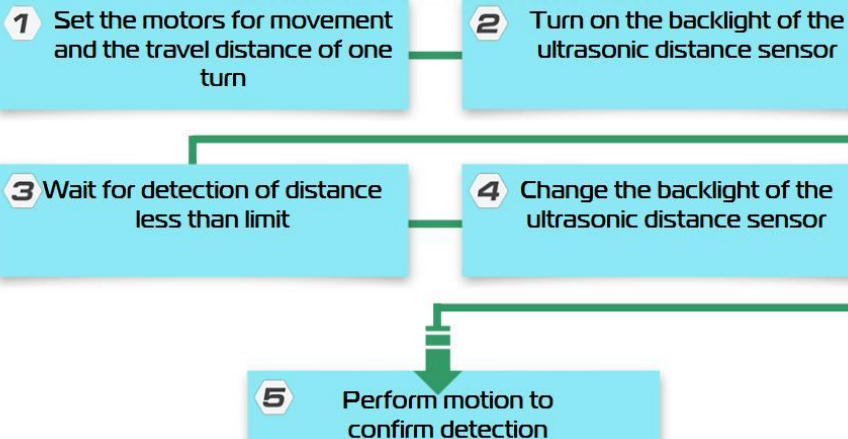 1 Set the motors for movement
and the travel distance of one
turn
2 Turn on the backlight of the
ultrasonic distance sensor
3 Wait for detection of distance
less than limit
4 Change the backlight of the
ultrasonic distance sensor
5 Perform motion to
confirm detection